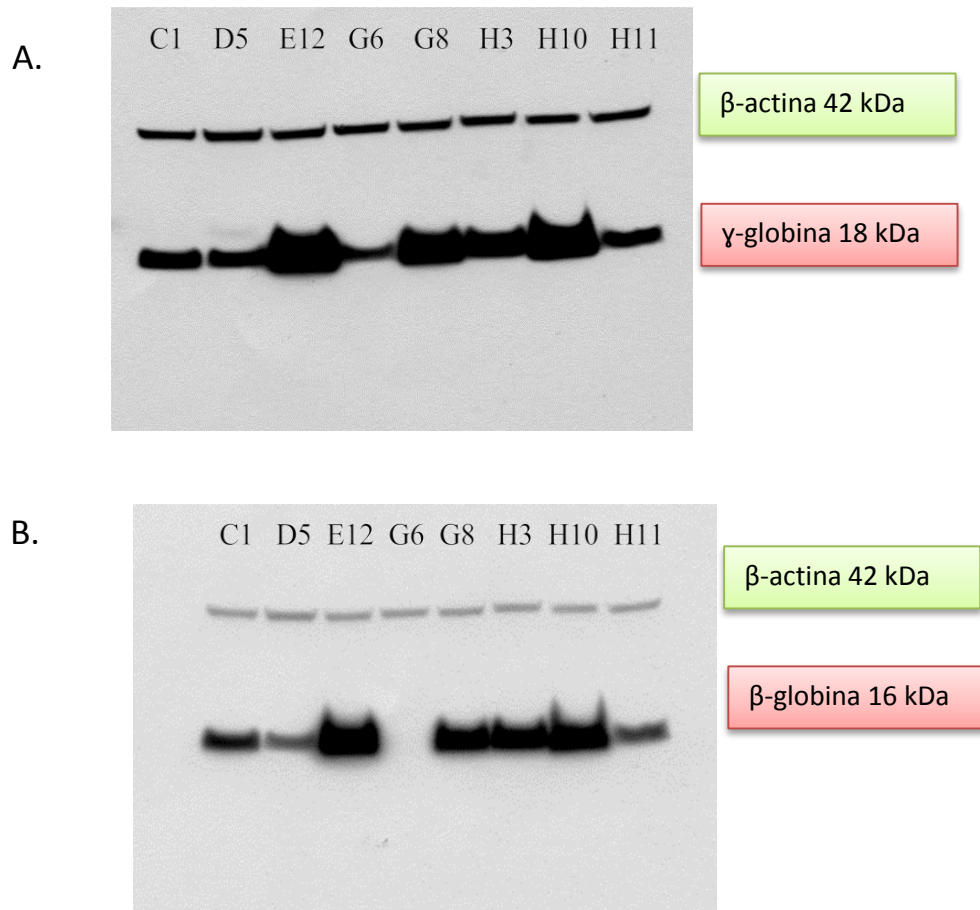 A.
C1 D5 E12 G6 G8 H3 H10 H11
β-actina 42 kDa
ɣ-globina 18 kDa
B.
C1 D5 E12 G6 G8 H3 H10 H11
β-actina 42 kDa
β-globina 16 kDa